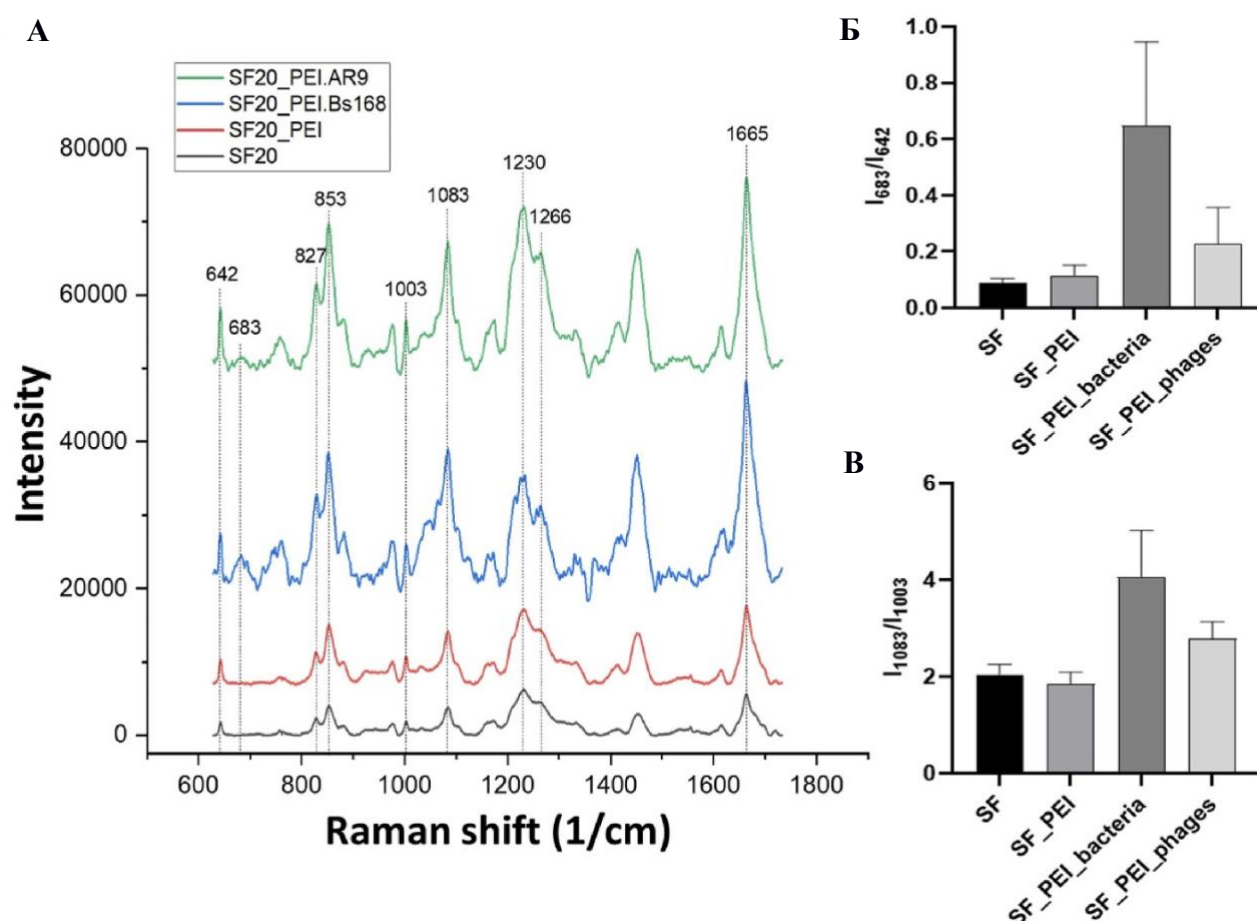 А
SF20_PEI.AR9
SF20_PEI.Bs168
SF20_PEI
SF20
80000
60000
40000
20000
0
Intensity
642
683
827
853
1003
1083
1230
1266
1665
600
800
1000
1200
1400
1600
1800
Raman shift (1/cm)
Б
1.0
0.8
0.6
0.4
0.2
0.0
I683/I642
SF
SF_PEI
SF_PEI_bacteria
SF_PEI_phages
В
6
4
2
0
I1083/I1003
SF
SF_PEI
SF_PEI_bacteria
SF_PEI_phages